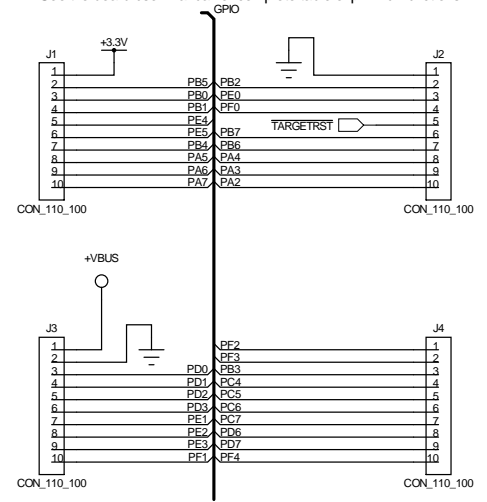 GPIO
+3.3V
J1 J2
1 1
2 PB5 PB2 2
3 PB0 PE0 3
4 PB1 PF0 4
5 PE4 TARGETRST 5
6 PE5 PB7 6
7 PB4 PB6 7
8 PA5 PA4 8
9 PA6 PA3 9
10 PA7 PA2 10
CON_110_100 CON_110_100
+VBUS
J3 J4
1 PF2 1
2 PF3 2
3 PD0 PB3 3
4 PD1 PC4 4
5 PD2 PC5 5
6 PD3 PC6 6
7 PE1 PC7 7
8 PE2 PD6 8
9 PE3 PD7 9
10 PF1 PF4 10
CON_110_100 CON_110_100